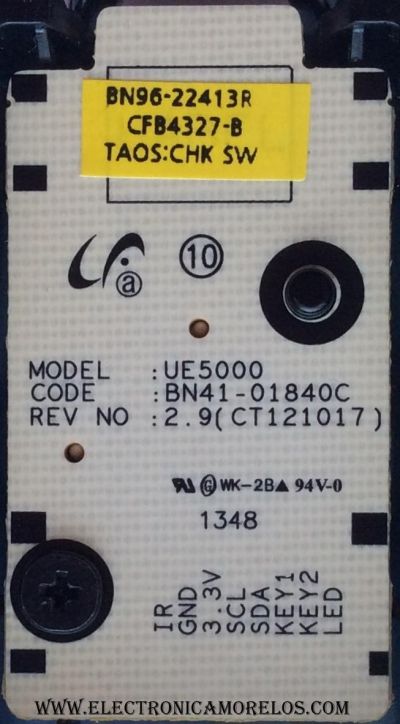 BN96-22413R
CFB4327-B
TAOS:CHK SW
a
10
MODEL :UE5000
CODE :BN41-01840C
REV NO :2.9(CT121017)
WK-2B▲ 94V-0
1348
IR
GND
3.3V
SCL
SDA
KEY1
KEY2
LED
WWW.ELECTRONICAMORELOS.COM